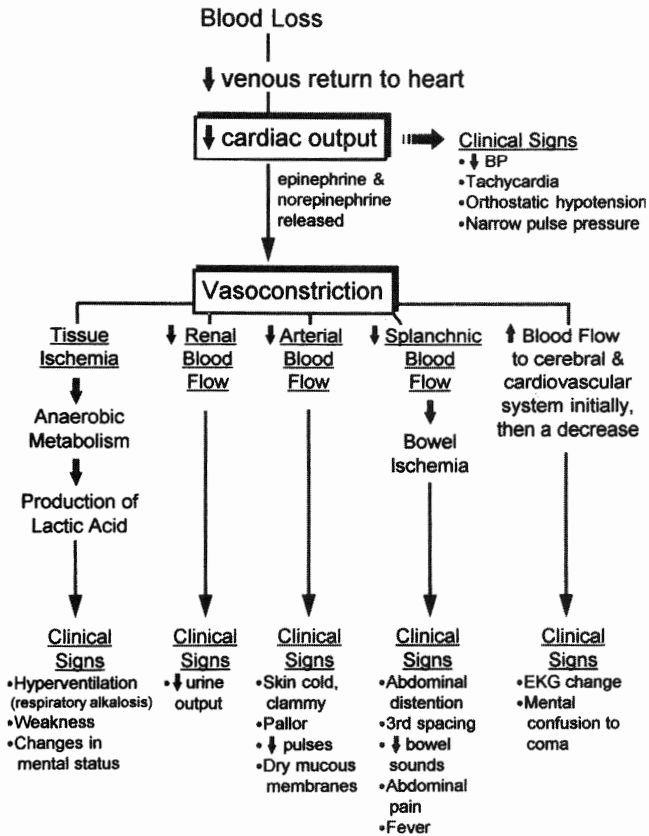 Blood Loss
⬇ venous return to heart
⬇ cardiac output
Clinical Signs
•⬇ BP
•Tachycardia
•Orthostatic hypotension
•Narrow pulse pressure
epinephrine &
norepinephrine
released
Vasoconstriction
Tissue
Ischemia
⬇
Anaerobic
Metabolism
⬇
Production of
Lactic Acid
Clinical
Signs
•Hyperventilation
(respiratory alkalosis)
•Weakness
•Changes in
mental status
⬇ Renal
Blood
Flow
Clinical
Signs
•⬇ urine
output
⬇ Arterial
Blood
Flow
Clinical
Signs
•Skin cold,
clammy
•Pallor
•⬇ pulses
•Dry mucous
membranes
⬇ Splanchnic
Blood
Flow
⬇
Bowel
Ischemia
Clinical
Signs
•Abdominal
distention
•3rd spacing
•⬇ bowel
sounds
•Abdominal
pain
•Fever
⬆ Blood Flow
to cerebral &
cardiovascular
system initially,
then a decrease
Clinical
Signs
•EKG change
•Mental
confusion to
coma